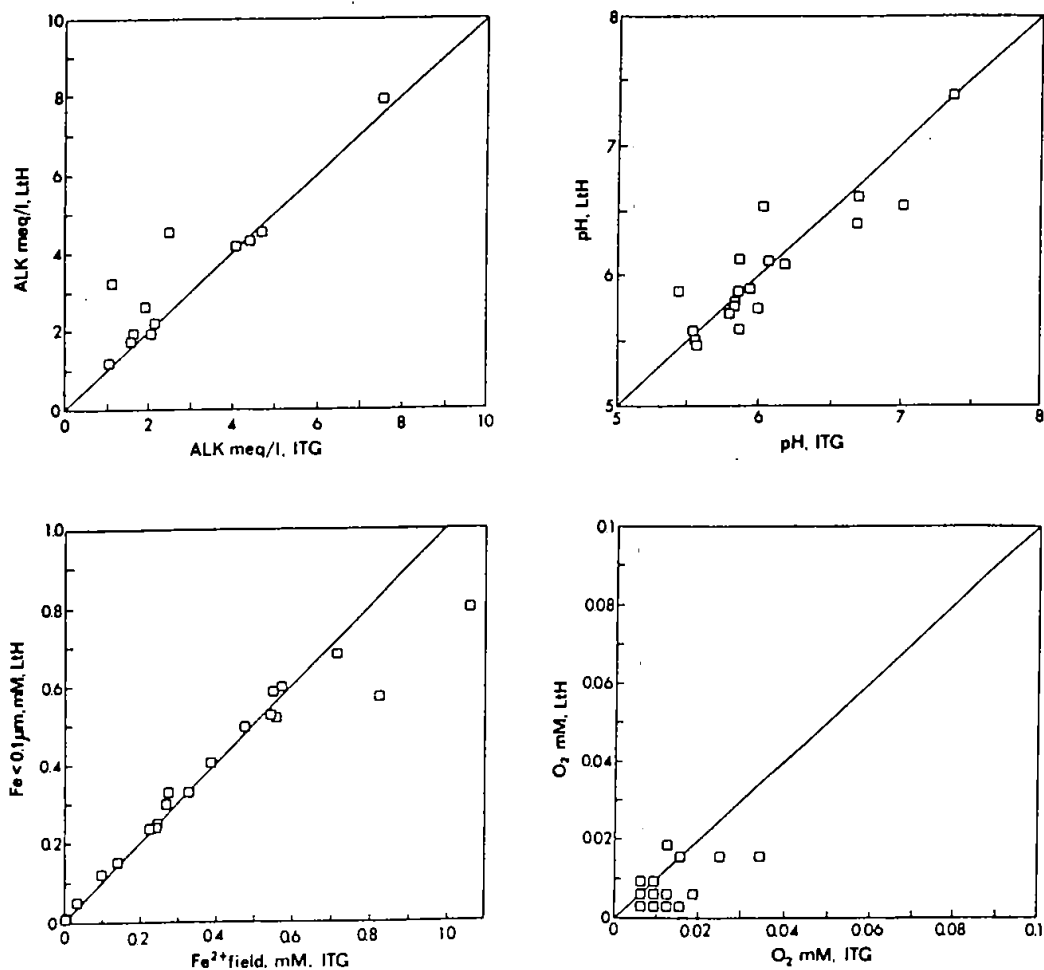 10
8
6
4
2
0
ALK meq/l, LtH
0 2 4 6 8 10
ALK meq/l, ITG
8
7
6
5
pH, LtH
5 6 7 8
pH, ITG
1.0
0.8
0.6
0.4
0.2
0
Fe<0.1μm, mM, LtH
0 0.2 0.4 0.6 0.8 1.0
Fe²⁺field, mM, ITG
0.1
0.08
0.06
0.04
0.02
0
O₂ mM, LtH
0 0.02 0.04 0.06 0.08 0.1
O₂ mM, ITG